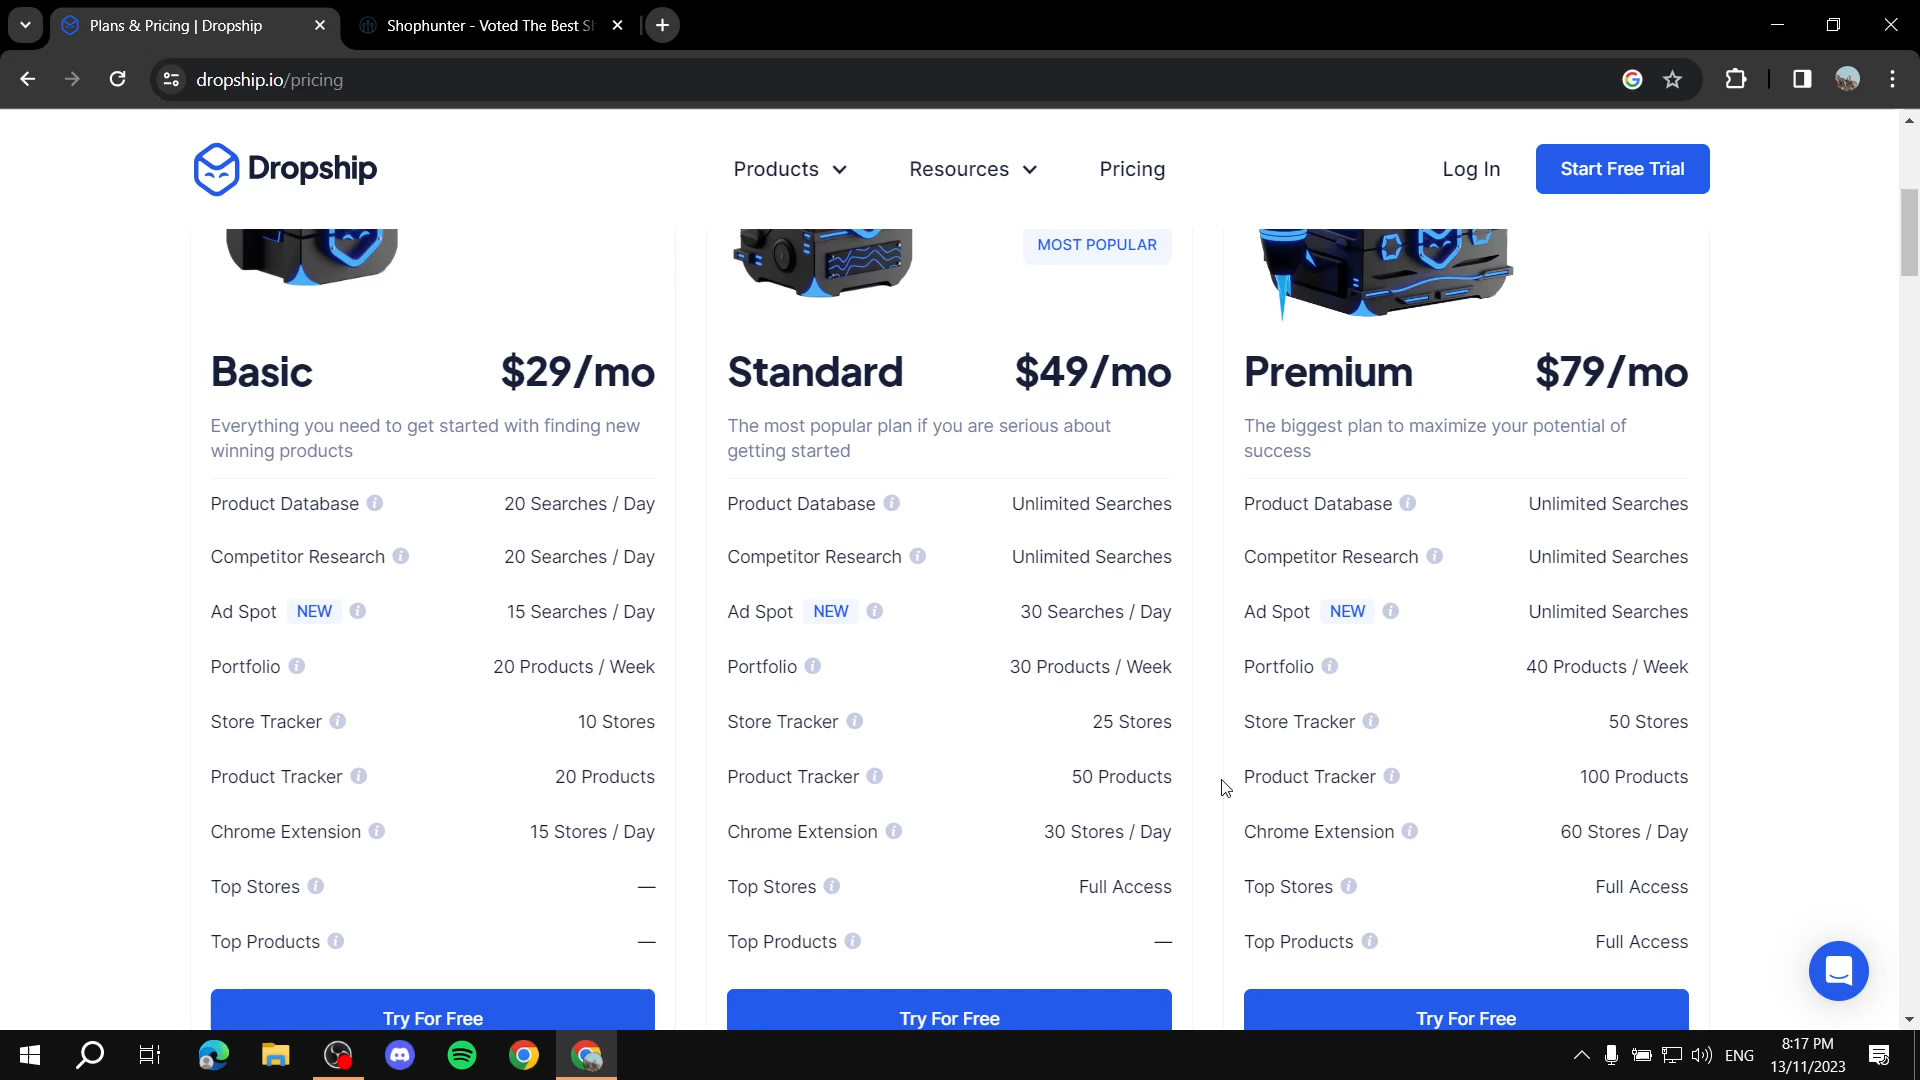 Plans & Pricing | Dropship
Shophunter - Voted The Best Sh
dropship.io/pricing
Dropship
Products
Resources
Pricing
Log In
Start Free Trial
MOST POPULAR
Basic $29/mo
Everything you need to get started with finding new
winning products
Product Database 20 Searches / Day
Competitor Research 20 Searches / Day
Ad Spot NEW 15 Searches / Day
Portfolio 20 Products / Week
Store Tracker 10 Stores
Product Tracker 20 Products
Chrome Extension 15 Stores / Day
Top Stores —
Top Products —
Try For Free
Standard $49/mo
The most popular plan if you are serious about
getting started
Product Database Unlimited Searches
Competitor Research Unlimited Searches
Ad Spot NEW 30 Searches / Day
Portfolio 30 Products / Week
Store Tracker 25 Stores
Product Tracker 50 Products
Chrome Extension 30 Stores / Day
Top Stores Full Access
Top Products —
Try For Free
Premium $79/mo
The biggest plan to maximize your potential of
success
Product Database Unlimited Searches
Competitor Research Unlimited Searches
Ad Spot NEW Unlimited Searches
Portfolio 40 Products / Week
Store Tracker 50 Stores
Product Tracker 100 Products
Chrome Extension 60 Stores / Day
Top Stores Full Access
Top Products Full Access
Try For Free
ENG
8:17 PM
13/11/2023